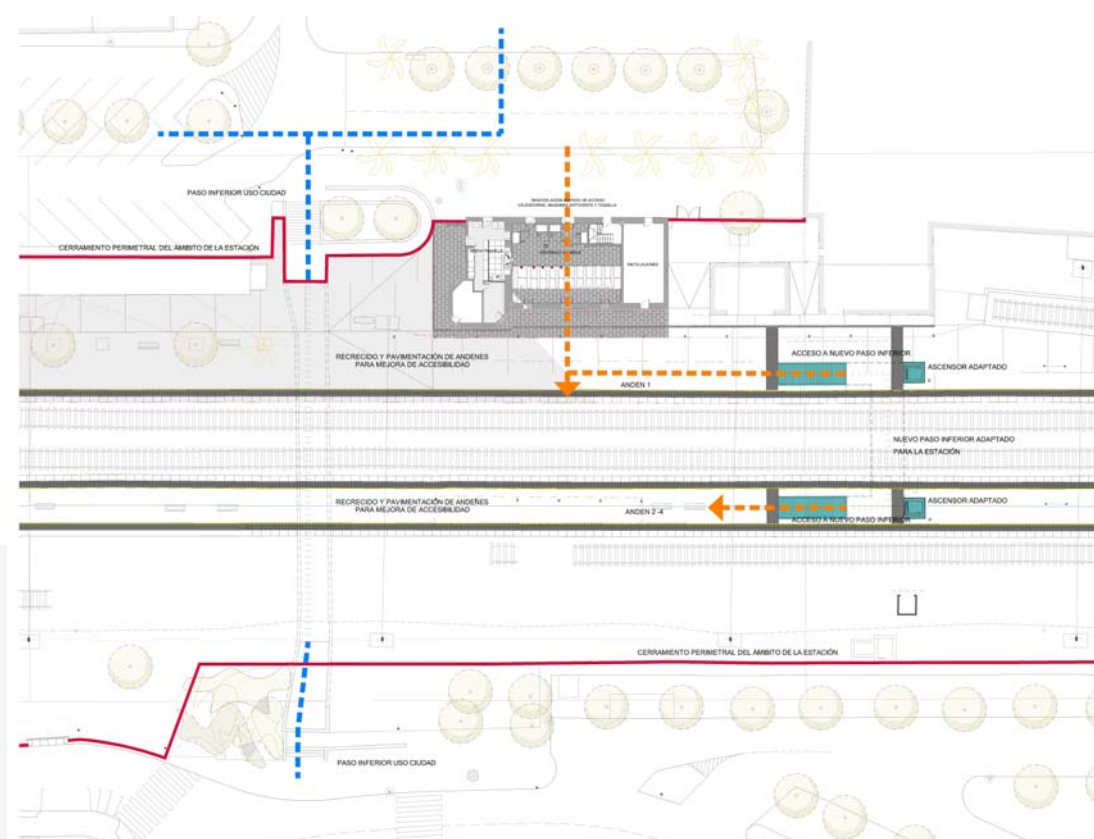 PASO INFERIOR USO CIUDAD
CERRAMIENTO PERIMETRAL DEL ÁMBITO DE LA ESTACIÓN
INSTALACIONES
RECRECIDO Y PAVIMENTACIÓN DE ANDENES
PARA MEJORA DE ACCESIBILIDAD
ANDEN 1
ACCESO A NUEVO PASO INFERIOR
ASCENSOR ADAPTADO
NUEVO PASO INFERIOR ADAPTADO
PARA LA ESTACIÓN
RECRECIDO Y PAVIMENTACIÓN DE ANDENES
PARA MEJORA DE ACCESIBILIDAD
ANDEN 2 -4
ASCENSOR ADAPTADO
ACCESO A NUEVO PASO INFERIOR
CERRAMIENTO PERIMETRAL DEL ÁMBITO DE LA ESTACIÓN
PASO INFERIOR USO CIUDAD